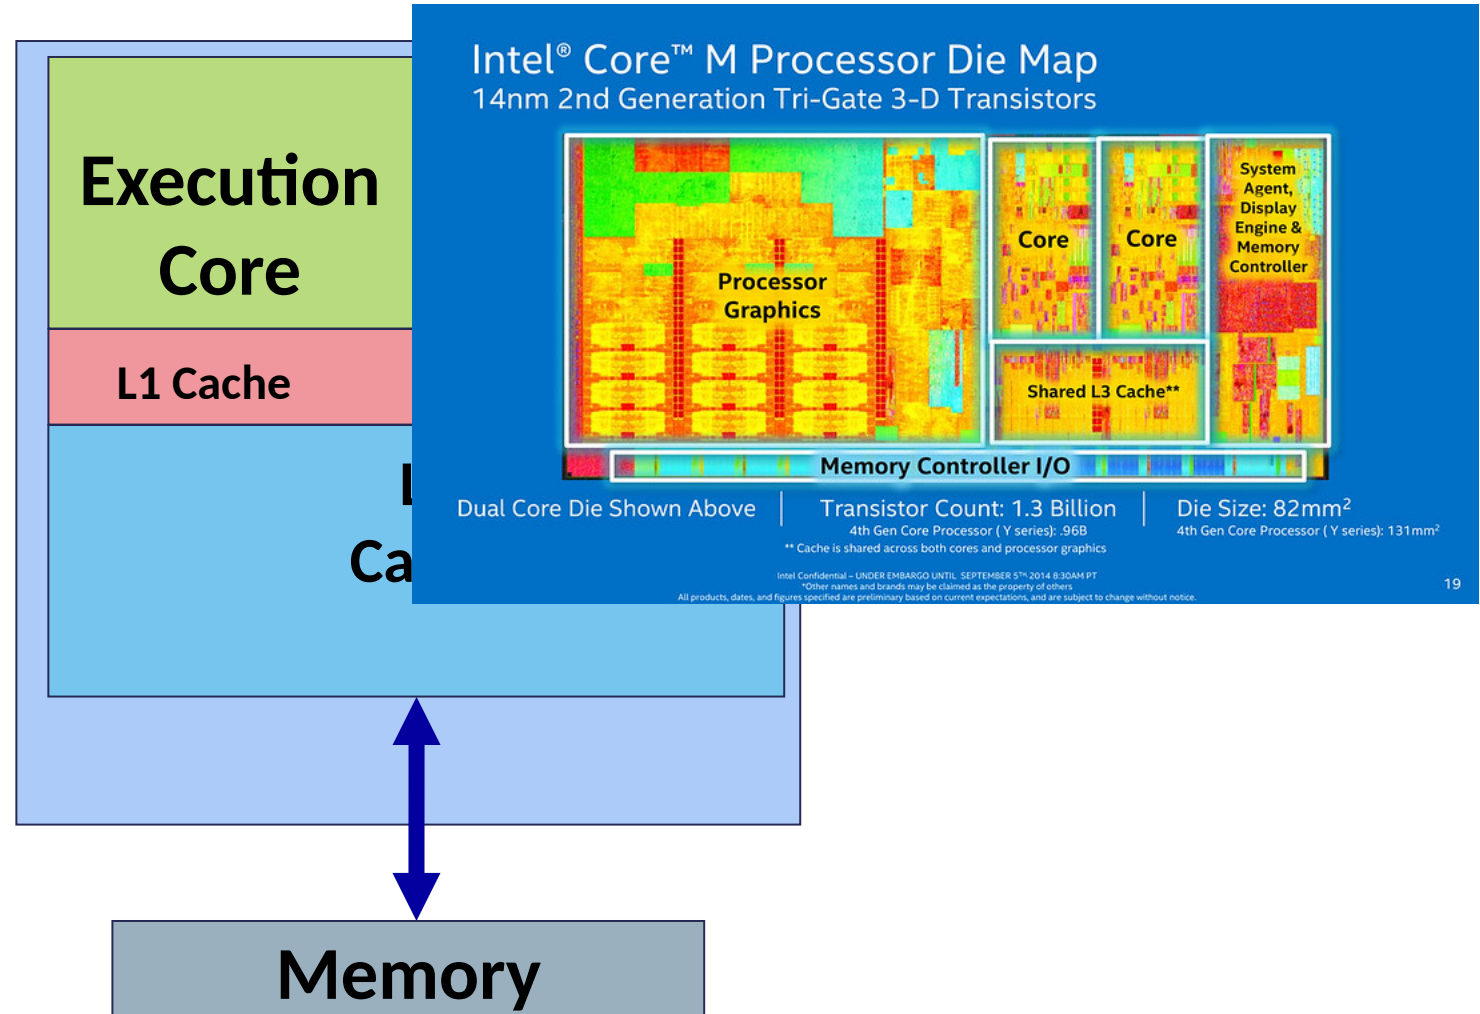 Execution
Core
L1 Cache
Ca
Memory
Intel® Core™ M Processor Die Map
14nm 2nd Generation Tri-Gate 3-D Transistors
Processor
Graphics
Core
Core
System
Agent,
Display
Engine &
Memory
Controller
Shared L3 Cache**
Memory Controller I/O
Dual Core Die Shown Above
Transistor Count: 1.3 Billion
4th Gen Core Processor ( Y series): .96B
Die Size: 82mm²
4th Gen Core Processor ( Y series): 131mm²
** Cache is shared across both cores and processor graphics
Intel Confidential – UNDER EMBARGO UNTIL SEPTEMBER 5TH, 2014 8:30AM PT
*Other names and brands may be claimed as the property of others
All products, dates, and figures specified are preliminary based on current expectations, and are subject to change without notice.
19